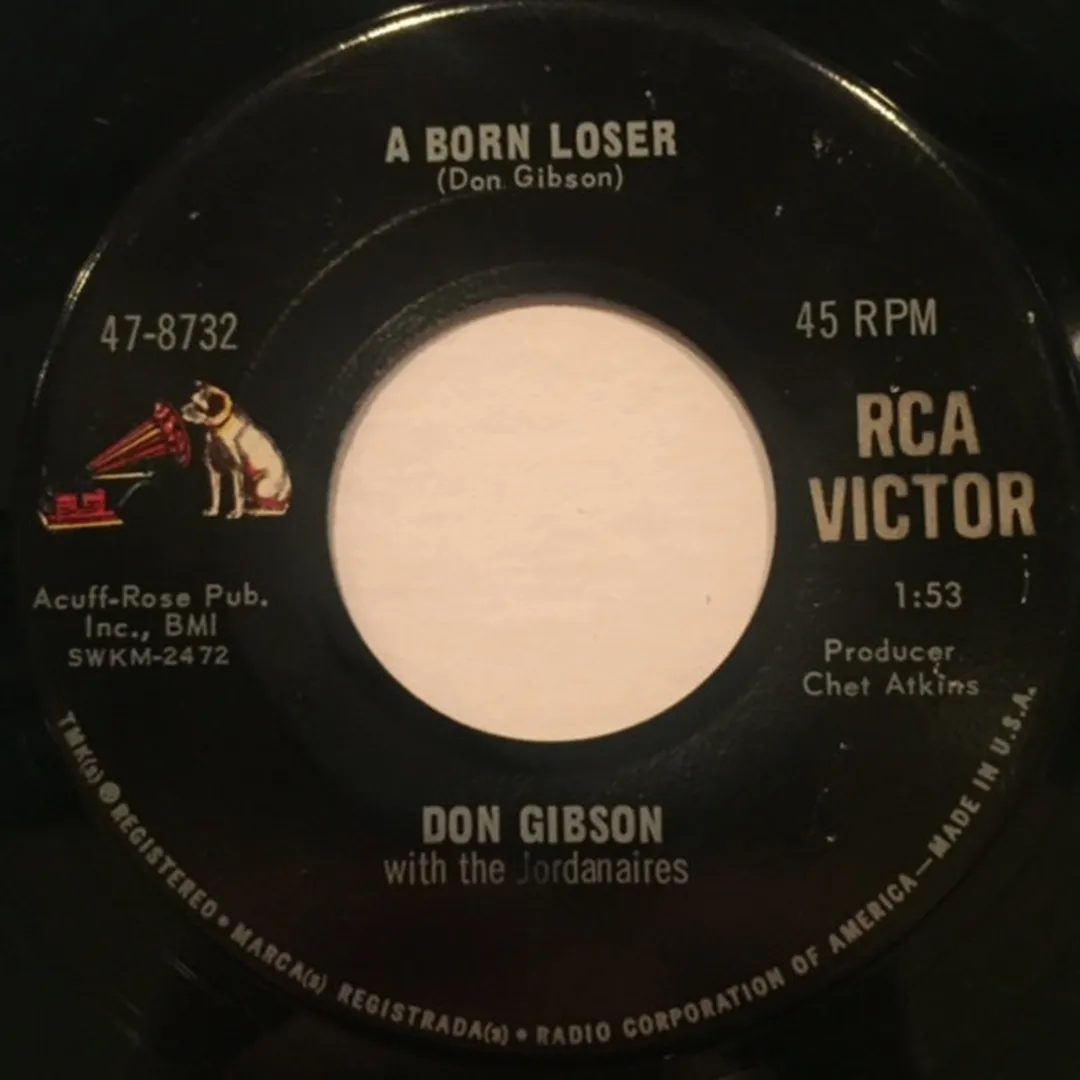 A BORN LOSER
(Don Gibson)
47-8732
45 RPM
RCA
VICTOR
Acuff-Rose Pub.
Inc., BMI
SWKM-2472
1:53
Producer
Chet Atkins
DON GIBSON
with the Jordanaires
TMK(s) ® REGISTERED • MARCA(s) REGISTRADA(s) • RADIO CORPORATION OF AMERICA—MADE IN U.S.A.